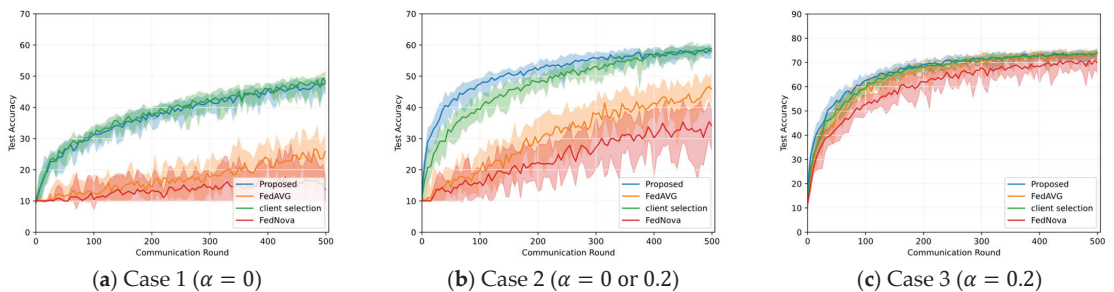 70
60
50
40
30
20
10
0
Test Accuracy
0 100 200 300 400 500
Communication Round
Proposed
FedAVG
client selection
FedNova
(a) Case 1 (α = 0)
70
60
50
40
30
20
10
0
Test Accuracy
0 100 200 300 400 500
Communication Round
Proposed
FedAVG
client selection
FedNova
(b) Case 2 (α = 0 or 0.2)
90
80
70
60
50
40
30
20
10
0
Test Accuracy
0 100 200 300 400 500
Communication Round
Proposed
FedAVG
client selection
FedNova
(c) Case 3 (α = 0.2)